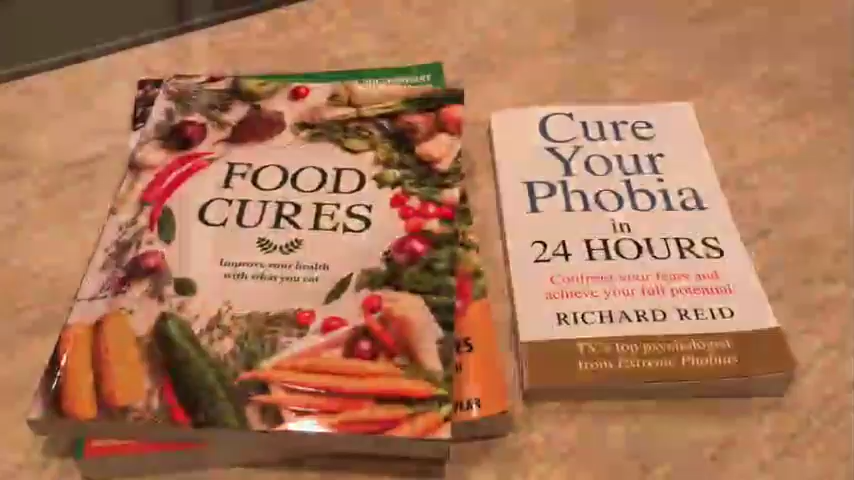 FOOD
CURES
Improve your health
with what you eat
Cure
Your
Phobia
in
24 HOURS
Confront your fears and
achieve your full potential
RICHARD REID
TV's top psychologist
from Extreme Phobias